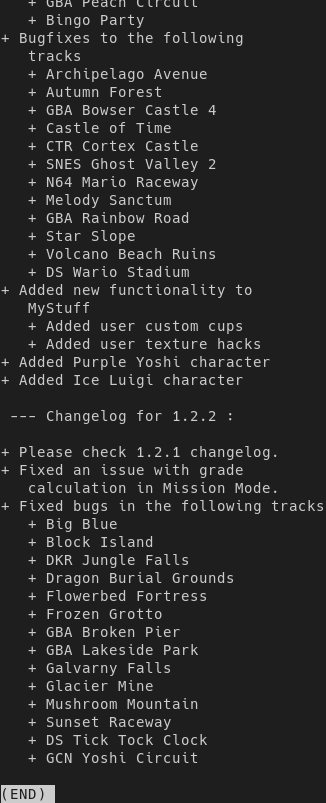 + GBA Peach Circuit
+ Bingo Party
+ Bugfixes to the following
tracks
+ Archipelago Avenue
+ Autumn Forest
+ GBA Bowser Castle 4
+ Castle of Time
+ CTR Cortex Castle
+ SNES Ghost Valley 2
+ N64 Mario Raceway
+ Melody Sanctum
+ GBA Rainbow Road
+ Star Slope
+ Volcano Beach Ruins
+ DS Wario Stadium
+ Added new functionality to
MyStuff
+ Added user custom cups
+ Added user texture hacks
+ Added Purple Yoshi character
+ Added Ice Luigi character
--- Changelog for 1.2.2 :
+ Please check 1.2.1 changelog.
+ Fixed an issue with grade
calculation in Mission Mode.
+ Fixed bugs in the following tracks
+ Big Blue
+ Block Island
+ DKR Jungle Falls
+ Dragon Burial Grounds
+ Flowerbed Fortress
+ Frozen Grotto
+ GBA Broken Pier
+ GBA Lakeside Park
+ Galvarny Falls
+ Glacier Mine
+ Mushroom Mountain
+ Sunset Raceway
+ DS Tick Tock Clock
+ GCN Yoshi Circuit
(END)